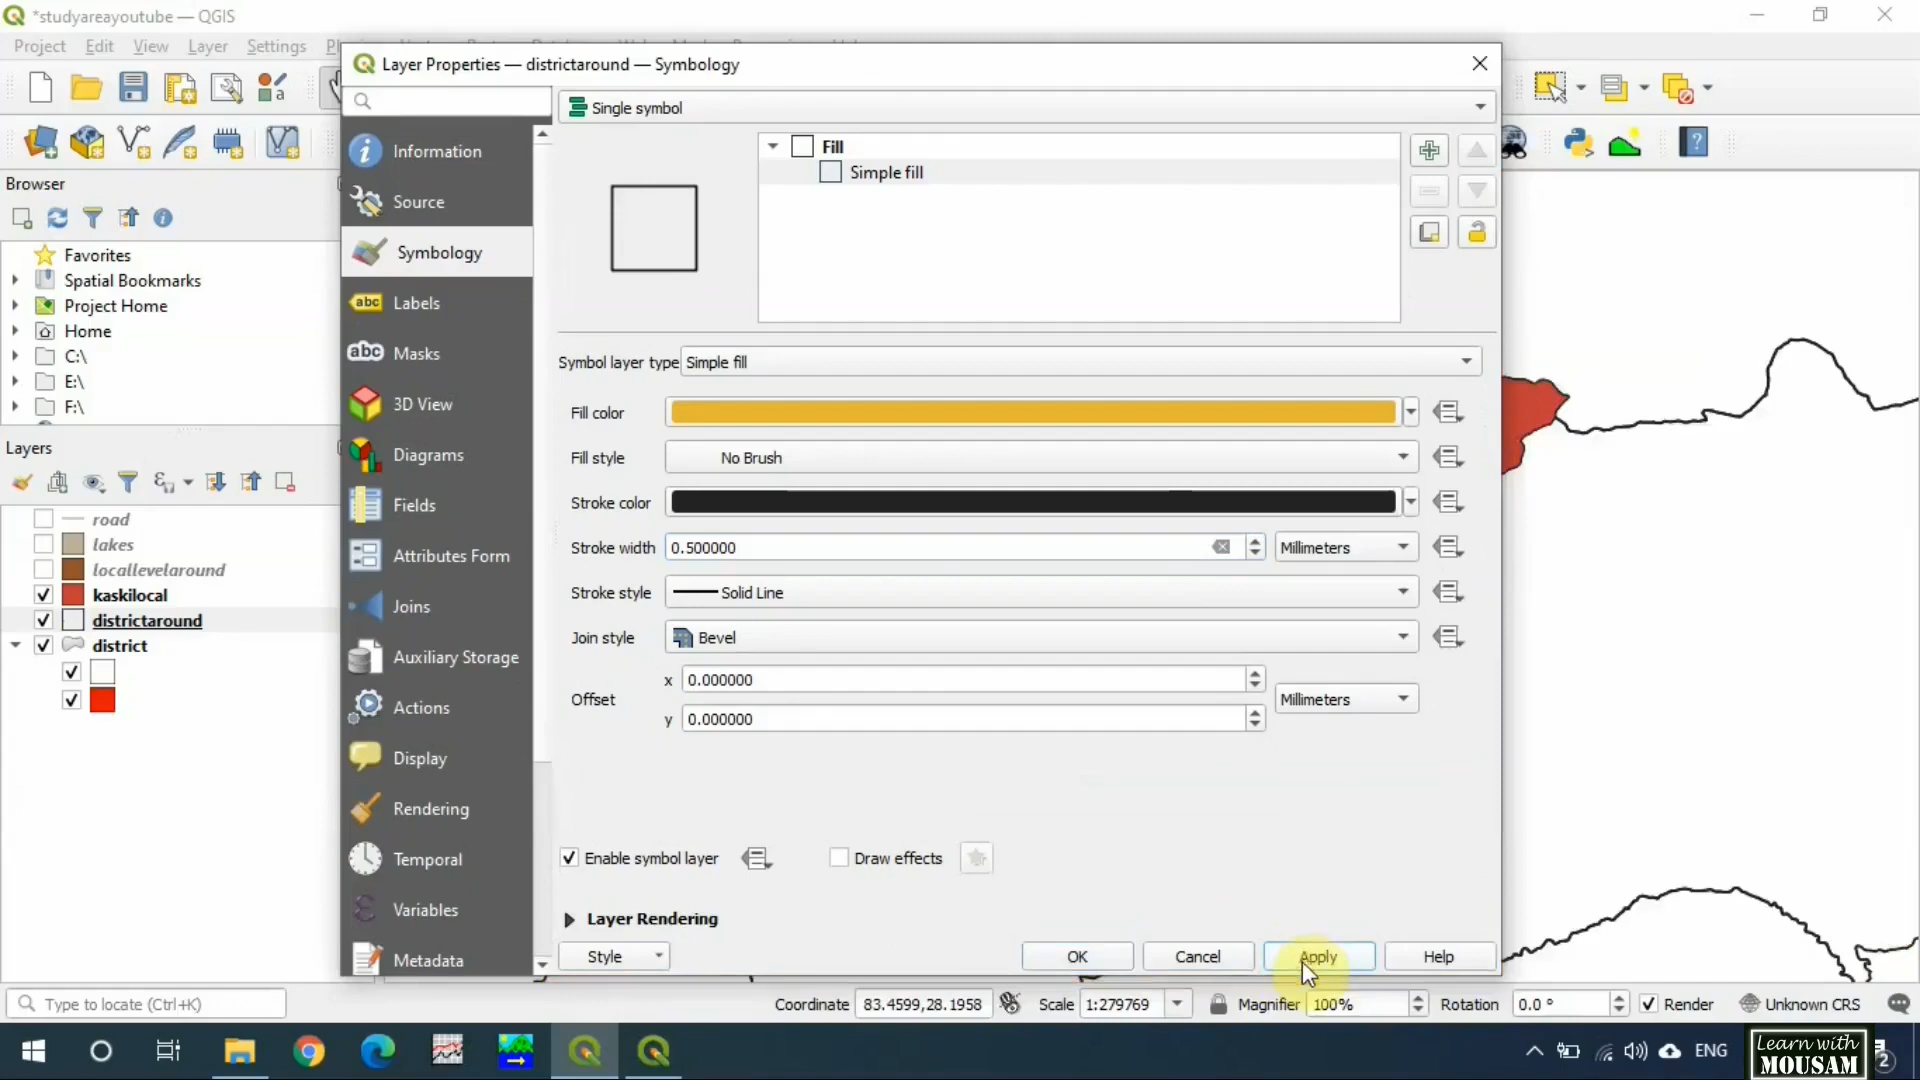 *studyareayoutube — QGIS
Project Edit View Layer Settings
Layer Properties — districtaround — Symbology
Single symbol
Information
Source
Symbology
Labels
Masks
3D View
Diagrams
Fields
Attributes Form
Joins
Auxiliary Storage
Actions
Display
Rendering
Temporal
Variables
Metadata
Fill
Simple fill
Symbol layer type Simple fill
Fill color
Fill style No Brush
Stroke color
Stroke width 0.500000 Millimeters
Stroke style Solid Line
Join style Bevel
Offset x 0.000000 Millimeters
y 0.000000
Enable symbol layer Draw effects
Layer Rendering
Style OK Cancel Apply Help
Browser
Favorites
Spatial Bookmarks
Project Home
Home
C:\
E:\
F:\
Layers
road
lakes
locallevelaround
kaskilocal
districtaround
district
Type to locate (Ctrl+K) Coordinate 83.4599,28.1958 Scale 1:279769 Magnifier 100% Rotation 0.0 ° Render Unknown CRS
ENG
Learn with
MOUSAM
2